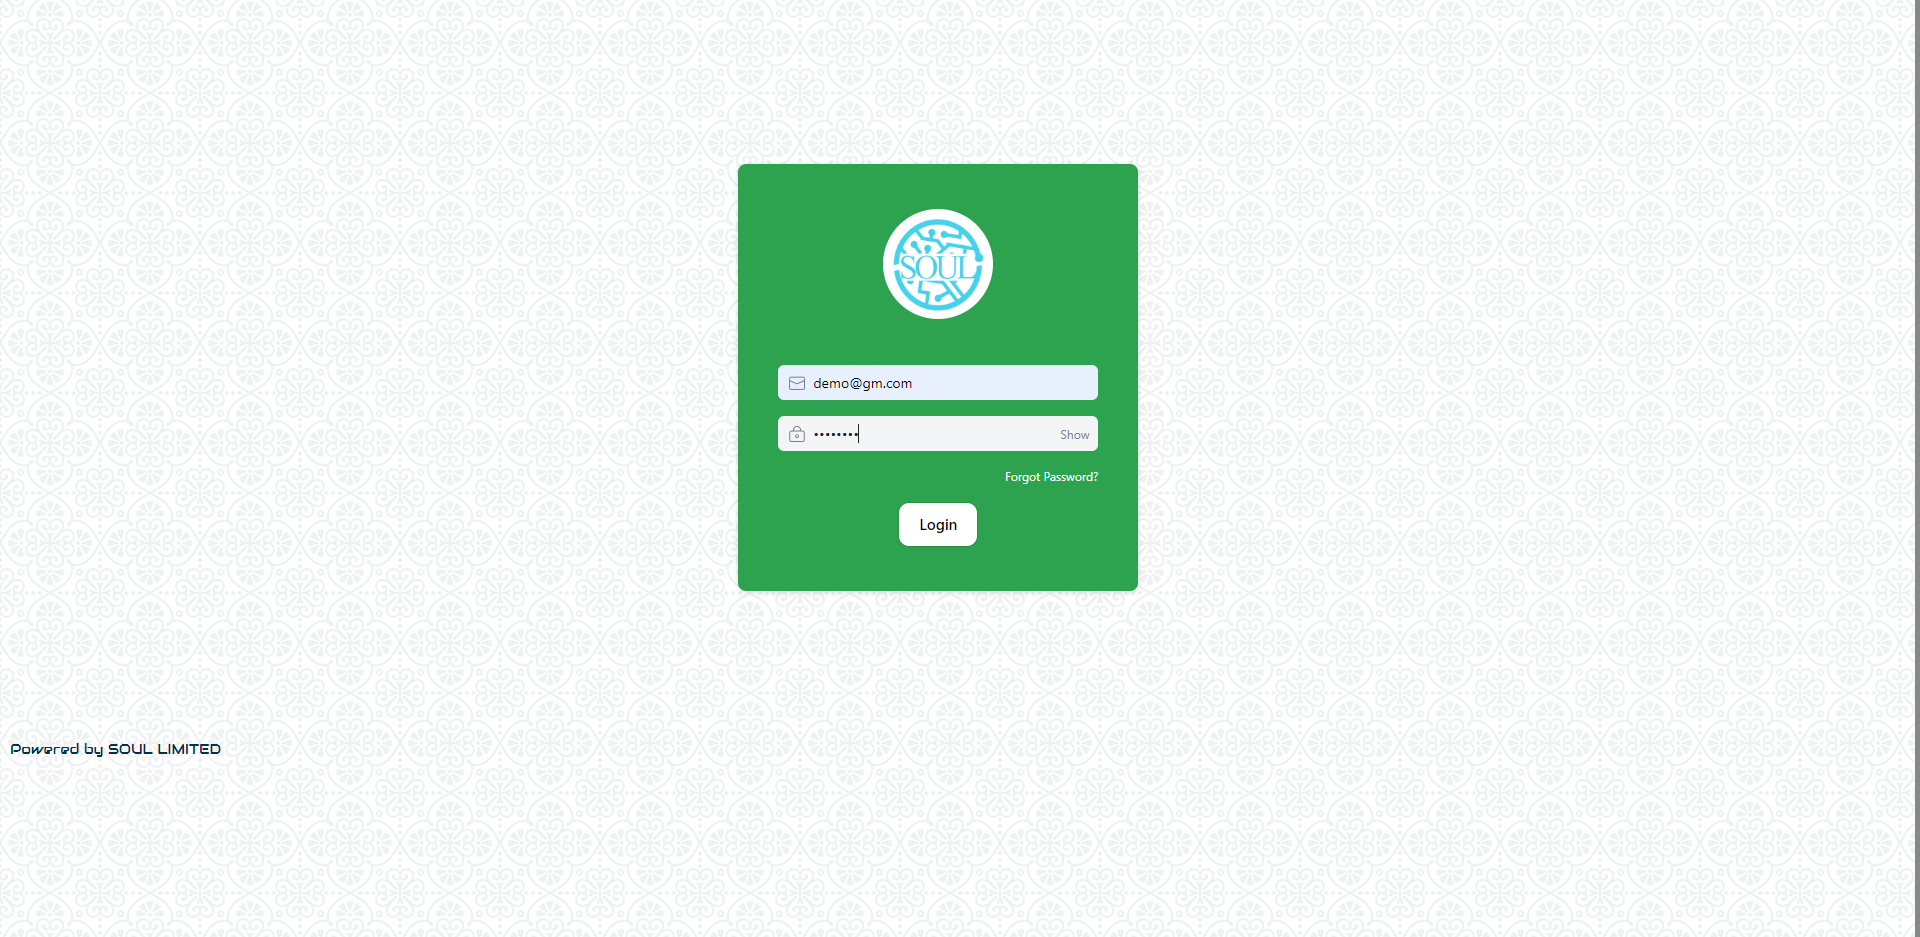 SOUL
demo@gm.com
•••••••• Show
Forgot Password?
Login
Powered by SOUL LIMITED